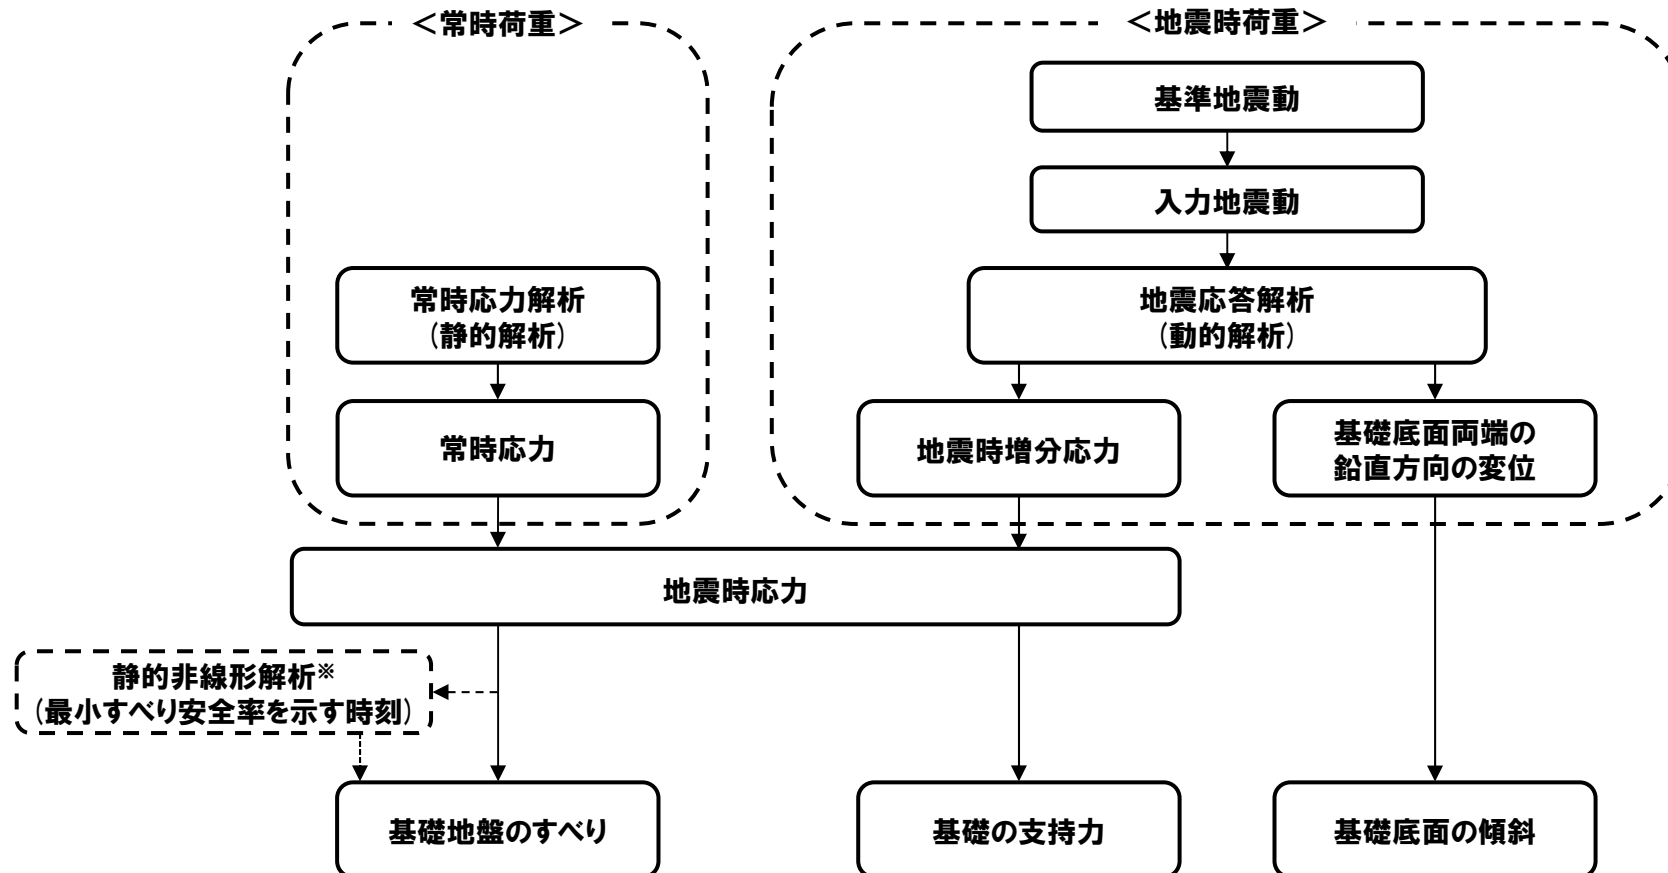 ＜常時荷重＞
＜地震時荷重＞
基準地震動
入力地震動
常時応力解析
(静的解析)
地震応答解析
(動的解析)
常時応力
地震時増分応力
基礎底面両端の
鉛直方向の変位
地震時応力
静的非線形解析※
(最小すべり安全率を示す時刻)
基礎地盤のすべり
基礎の支持力
基礎底面の傾斜